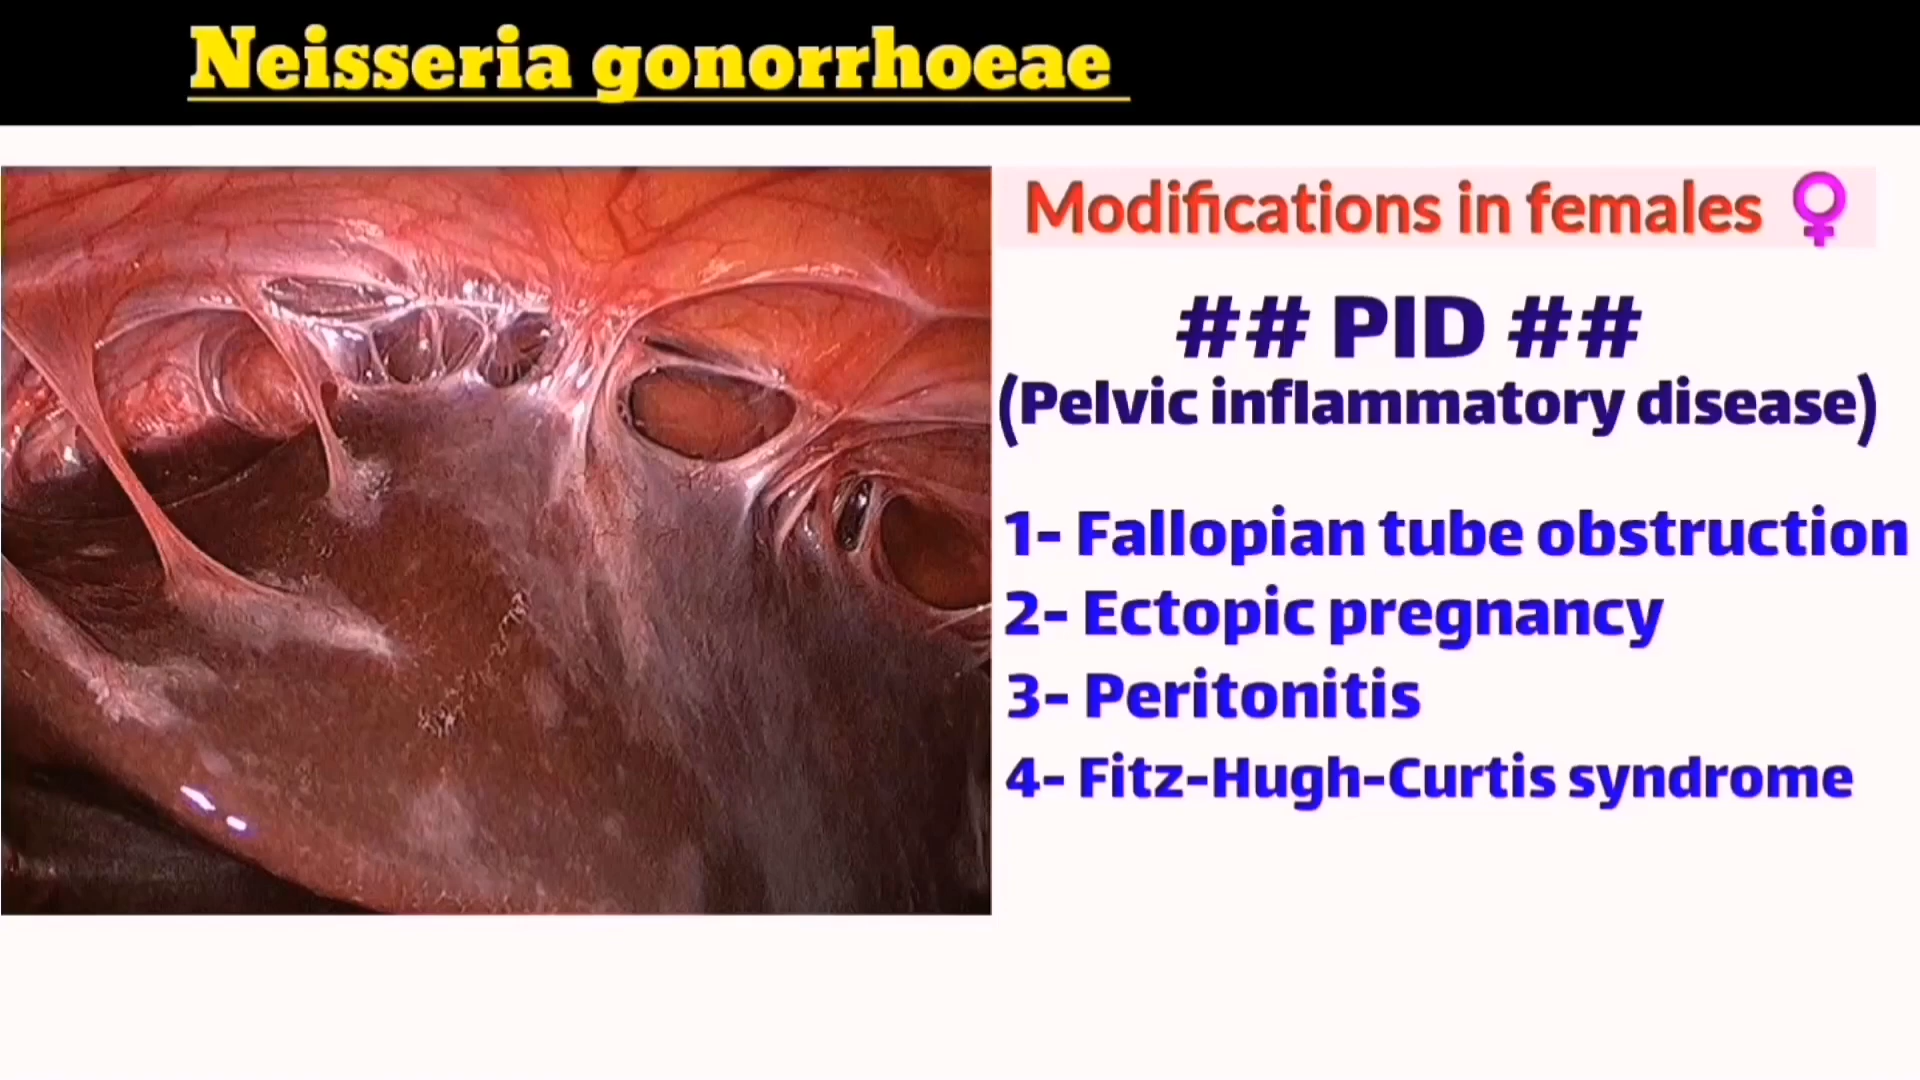 Neisseria gonorrhoeae
Modifications in females ♀
## PID ##
(Pelvic inflammatory disease)
1- Fallopian tube obstruction
2- Ectopic pregnancy
3- Peritonitis
4- Fitz-Hugh-Curtis syndrome